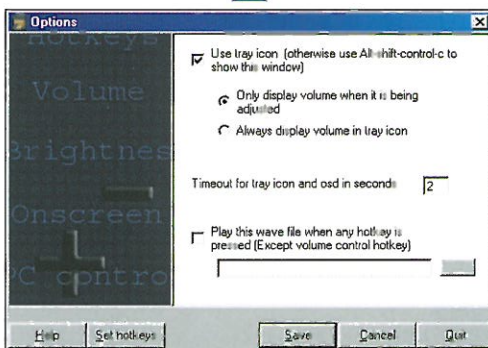 Options
Hotkeys
Volume
Brightnes
Onscreen
PC contro
Use tray icon (otherwise use Alt-shift-control-c to
show this window)
Only display volume when it is being
adjusted
Always display volume in tray icon
Timeout for tray icon and osd in seconds 2
Play this wave file when any hotkey is
pressed (Except volume control hotkey)
Help Set hotkeys Save Cancel Quit